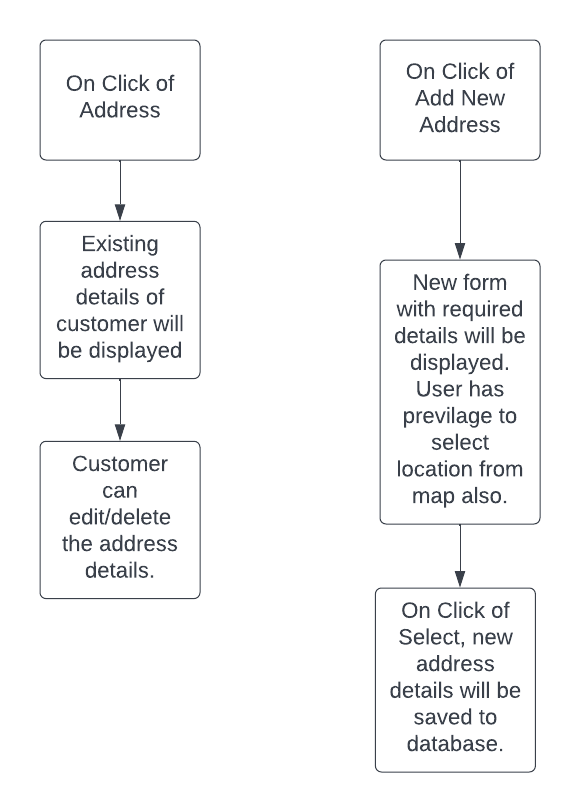 On Click of
Address
Existing
address
details of
customer will
be displayed
Customer
can
edit/delete
the address
details.
On Click of
Add New
Address
New form
with required
details will be
displayed.
User has
previlage to
select
location from
map also.
On Click of
Select, new
address
details will be
saved to
database.